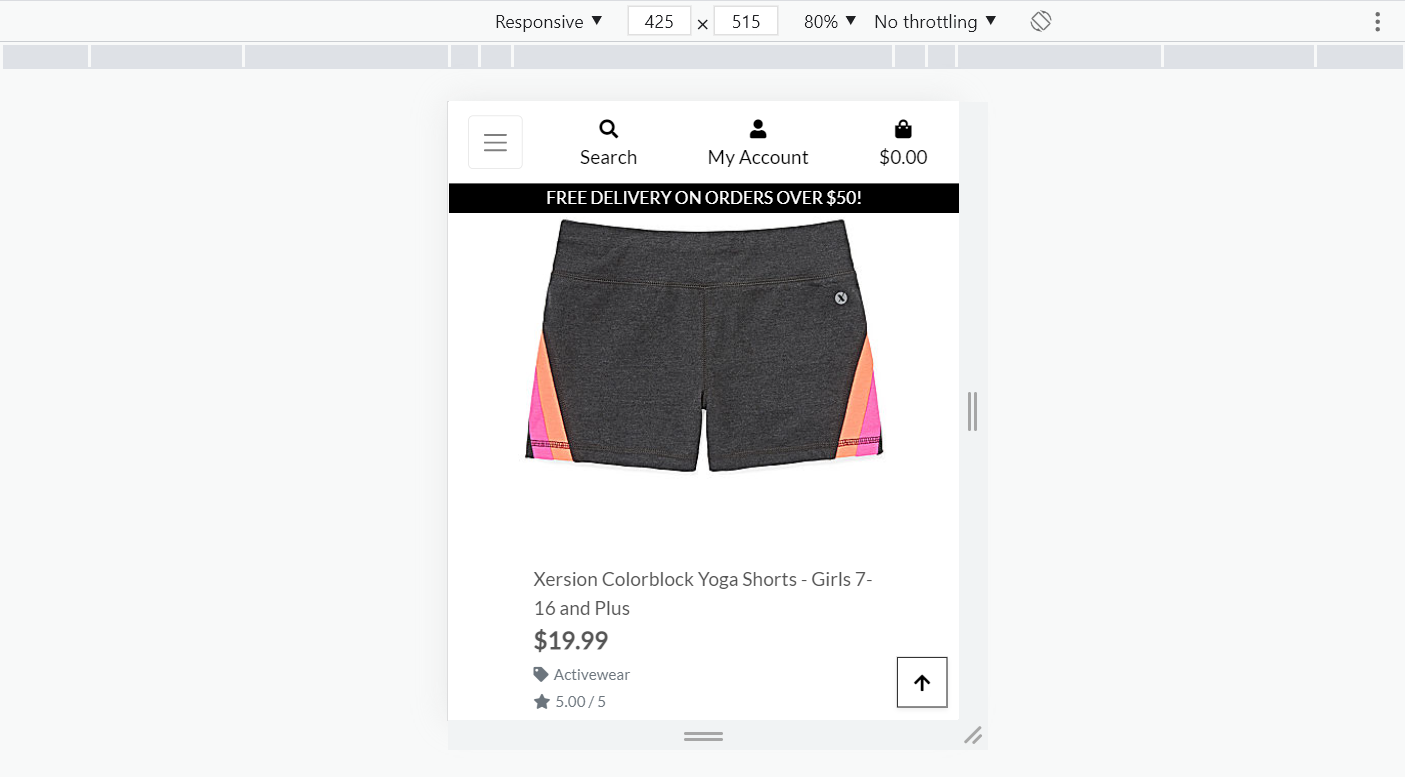 Responsive ▼ 425 × 515 80% ▼ No throttling ▼
Search My Account $0.00
FREE DELIVERY ON ORDERS OVER $50!
X
Xersion Colorblock Yoga Shorts - Girls 7-
16 and Plus
$19.99
Activewear
5.00 / 5